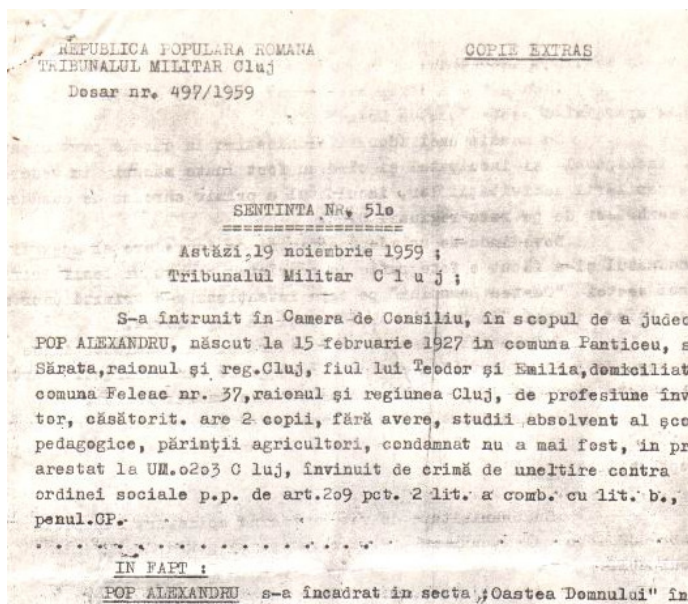 REPUBLICA POPULARA ROMANA
COPIE EXTRAS
TRIBUNALUL MILITAR Cluj
Dosar nr. 497/1959
SENTINTA NR. 51o
Astăzi,19 noiembrie 1959 ;
Tribunalul Militar C l u j ;
S-a întrunit în Camera de Consiliu, în scopul de a judec
POP ALEXANDRU, născut la 15 februarie 1927 in comuna Panticeu, s
Sărata,raionul şi reg.Cluj, fiul lui Teodor şi Emilia,domiciliat
comuna Feleac nr. 37,raionul şi regiunea Cluj, de profesiune înv
tor, căsătorit. are 2 copii, fără avere, studii absolvent al şco
pedagogice, părinţii agricultori, condamnat nu a mai fost, in pr
arestat la UM.o2o3 C luj, învinuit de crimă de uneltire contra
ordinei sociale p.p. de art.2o9 pct. 2 lit. a comb. cu lit. b.,
penul.CP.
. . . . . . . . . . . . . . . . . .
IN FAPT :
POP ALEXANDRU s-a încadrat in secta „Oastea Domnului" în